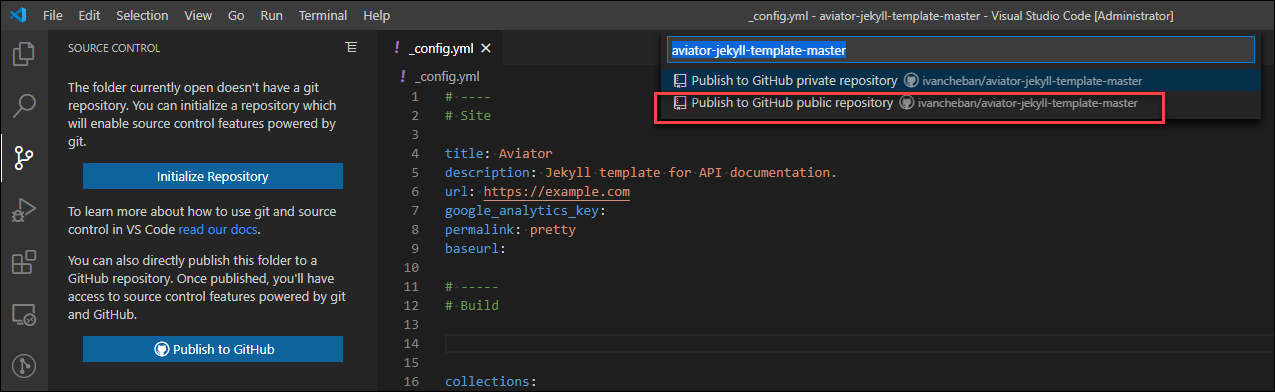 File Edit Selection View Go Run Terminal Help
_config.yml - aviator-jekyll-template-master - Visual Studio Code [Administrator]
SOURCE CONTROL
The folder currently open doesn't have a git
repository. You can initialize a repository which
will enable source control features powered by
git.
Initialize Repository
To learn more about how to use git and source
control in VS Code read our docs.
You can also directly publish this folder to a
GitHub repository. Once published, you'll have
access to source control features powered by git
and GitHub.
Publish to GitHub
! _config.yml
! _config.yml
aviator-jekyll-template-master
Publish to GitHub private repository ivancheban/aviator-jekyll-template-master
Publish to GitHub public repository ivancheban/aviator-jekyll-template-master
1 # ----
2 # Site
3
4 title: Aviator
5 description: Jekyll template for API documentation.
6 url: https://example.com
7 google_analytics_key:
8 permalink: pretty
9 baseurl:
10
11 # -----
12 # Build
13
14
15
16 collections: